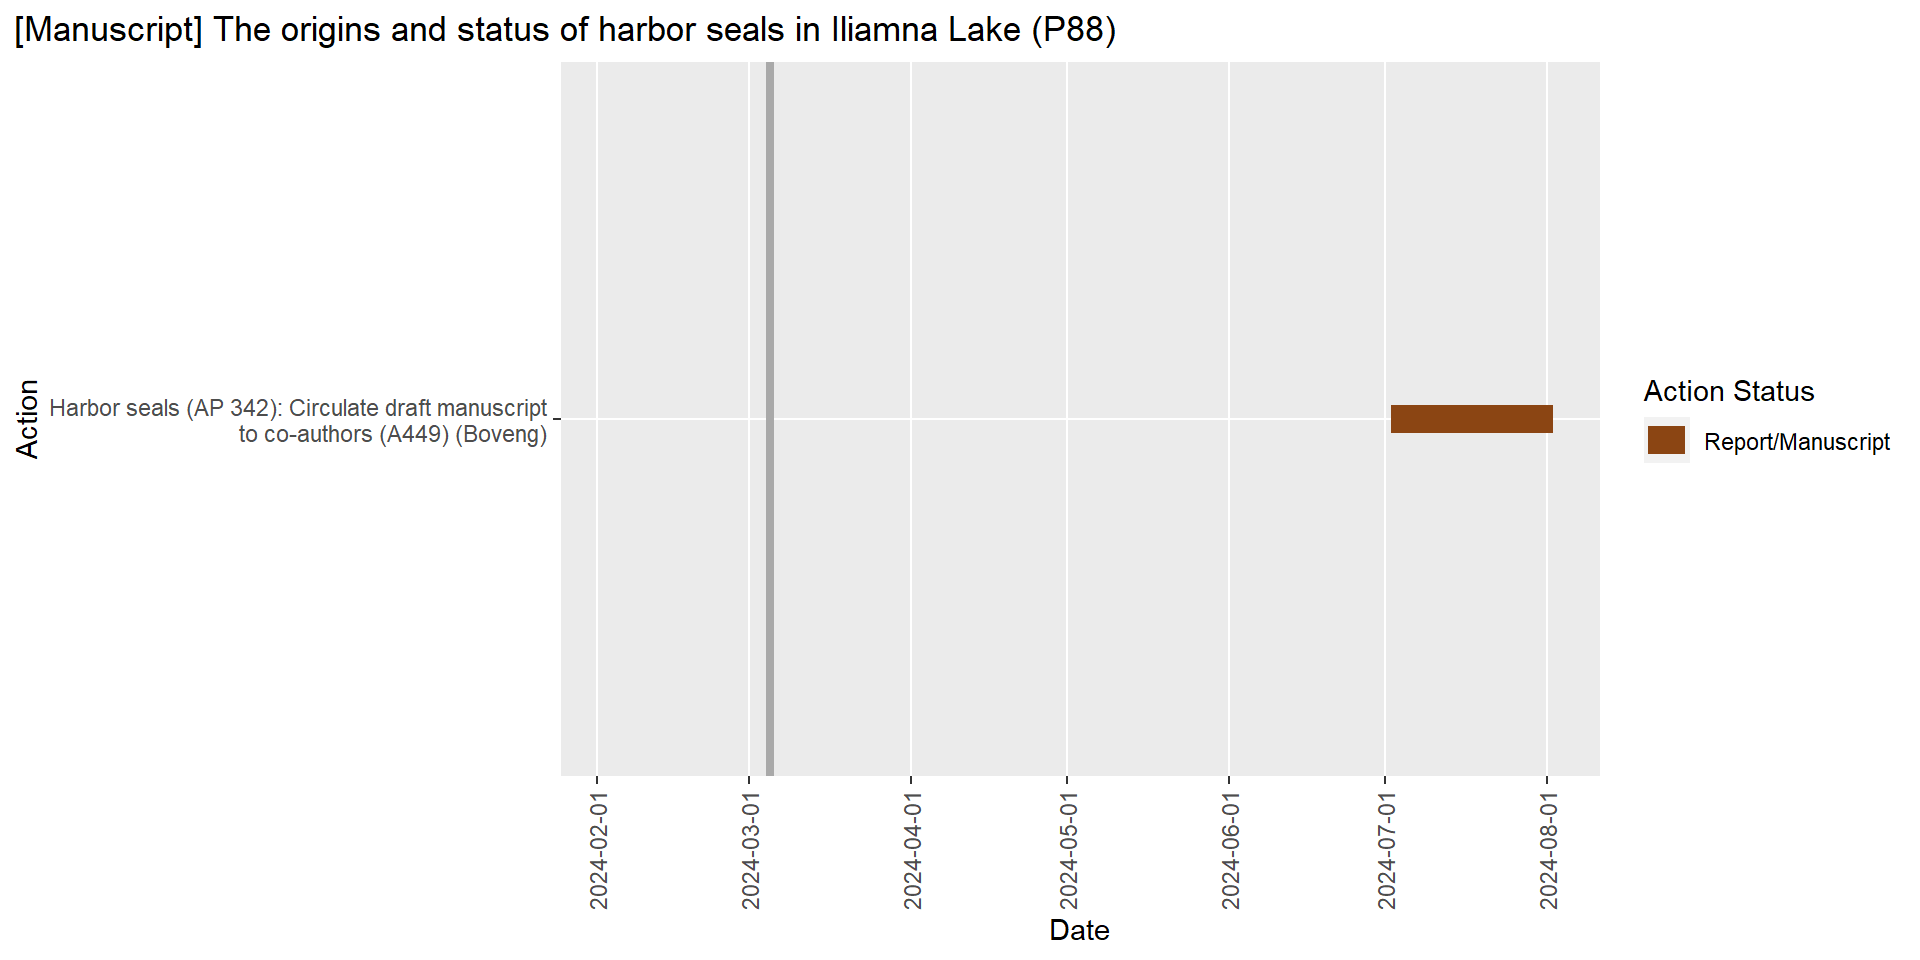 [Manuscript] The origins and status of harbor seals in Iliamna Lake (P88)
Action
Harbor seals (AP 342): Circulate draft manuscript
to co-authors (A449) (Boveng)
Action Status
Report/Manuscript
2024-02-01
2024-03-01
2024-04-01
2024-05-01
2024-06-01
2024-07-01
2024-08-01
Date